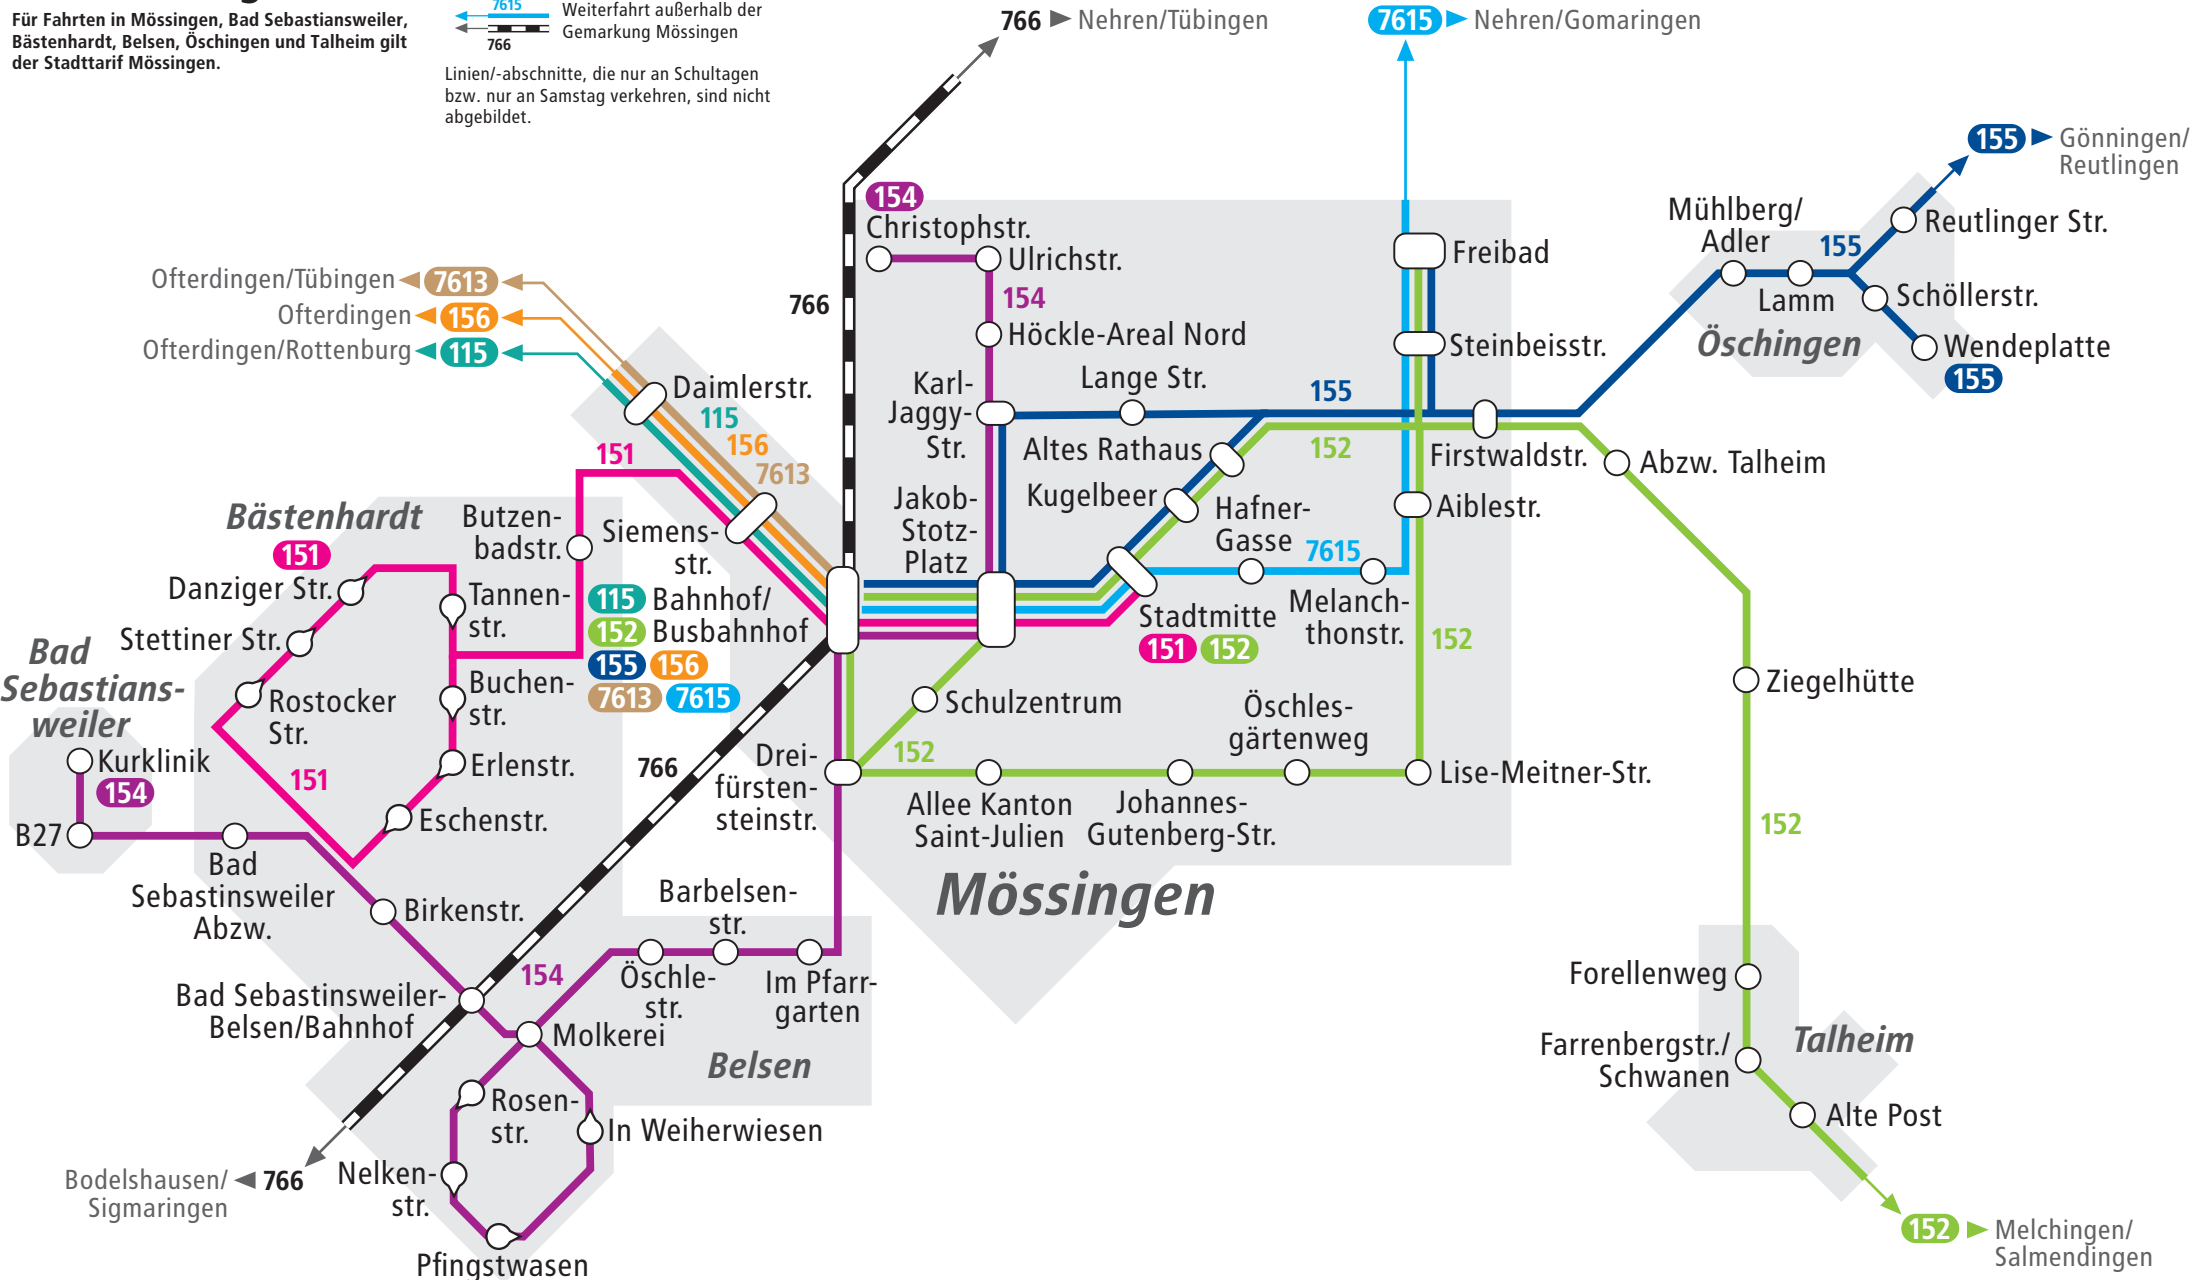 Für Fahrten in Mössingen, Bad Sebastiansweiler,
Bästenhardt, Belsen, Öschingen und Talheim gilt
der Stadttarif Mössingen.
7615
Weiterfahrt außerhalb der
Gemarkung Mössingen
766
Linien/-abschnitte, die nur an Schultagen
bzw. nur an Samstag verkehren, sind nicht
abgebildet.
766 Nehren/Tübingen
7615 Nehren/Gomaringen
155 Gönningen/
Reutlingen
154
Christophstr.
Ulrichstr.
154
Höckle-Areal Nord
766
Freibad
Steinbeisstr.
Mühlberg/
Adler
155
Reutlinger Str.
Lamm
Schöllerstr.
Öschingen
Wendeplatte
155
Ofterdingen/Tübingen 7613
Ofterdingen 156
Ofterdingen/Rottenburg 115
Daimlerstr.
115
156
7613
Karl-
Jaggy-
Str.
Lange Str.
155
Altes Rathaus
152
Firstwaldstr.
Abzw. Talheim
Kugelbeer
Jakob-
Stotz-
Platz
Hafner-
Gasse
7615
Aiblestr.
151
Bästenhardt
151
Butzen-
badstr.
Siemens-
str.
Danziger Str.
Tannen-
str.
115 Bahnhof/
152 Busbahnhof
155 156
7613 7615
Stadtmitte
151 152
Melanch-
thonstr.
152
Stettiner Str.
Bad
Sebastians-
weiler
Rostocker
Str.
Buchen-
str.
Schulzentrum
Öschles-
gärtenweg
Ziegelhütte
Kurklinik
154
151
Erlenstr.
766
Drei-
fürsten-
steinstr.
152
Lise-Meitner-Str.
B27
Eschenstr.
Allee Kanton
Saint-Julien
Johannes-
Gutenberg-Str.
152
Bad
Sebastinsweiler
Abzw.
Birkenstr.
Barbelsen-
str.
Mössingen
154
Öschle-
str.
Im Pfarr-
garten
Bad Sebastinsweiler-
Belsen/Bahnhof
Molkerei
Belsen
Forellenweg
Farrenbergstr./
Schwanen
Talheim
Rosen-
str.
In Weiherwiesen
Alte Post
Bodelshausen/
Sigmaringen
766
Nelken-
str.
Pfingstwasen
152 Melchingen/
Salmendingen